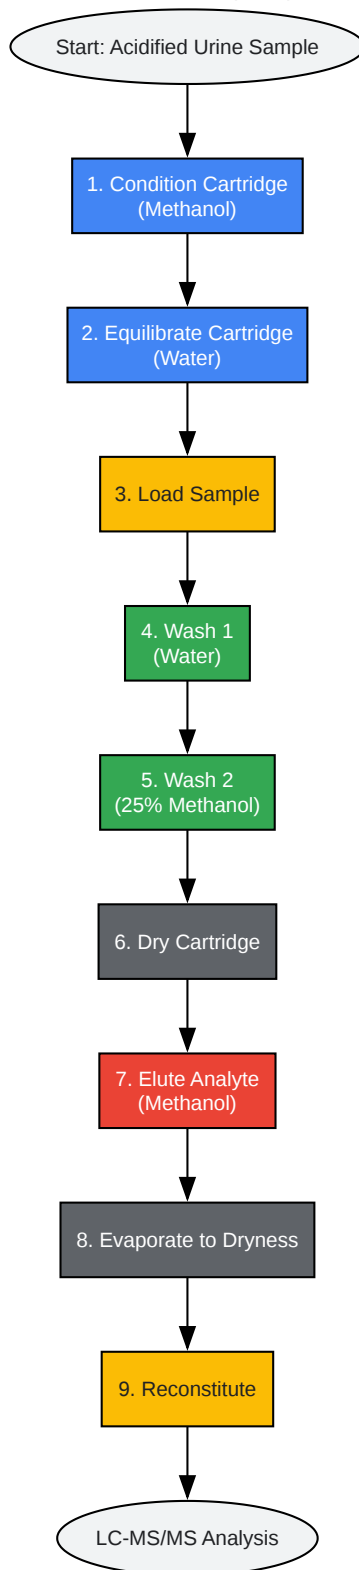 Start: Acidified Urine Sample
1. Condition Cartridge
(Methanol)
2. Equilibrate Cartridge
(Water)
3. Load Sample
4. Wash 1
(Water)
5. Wash 2
(25% Methanol)
6. Dry Cartridge
7. Elute Analyte
(Methanol)
8. Evaporate to Dryness
9. Reconstitute
LC-MS/MS Analysis